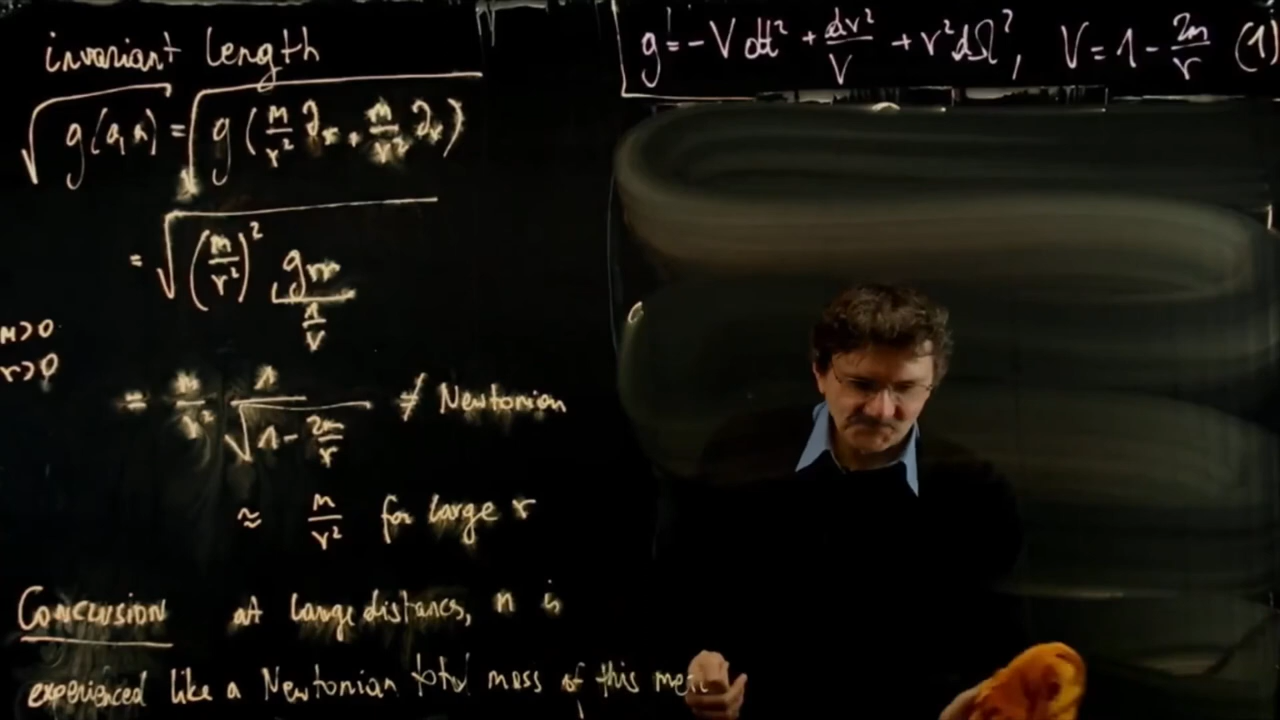 invariant length
√g(a,a) = √g(m/r² ∂r, m/r² ∂r)
= √(m/r²)² grr
1/V
m>0
r>0
= m/r² 1/√1-2m/r ≠ Newtonian
≈ m/r² for large r
Conclusion at large distances, m is
experienced like a Newtonian total mass of this
g = -V dt² + dr²/V + r²dΩ², V = 1 - 2m/r (1)